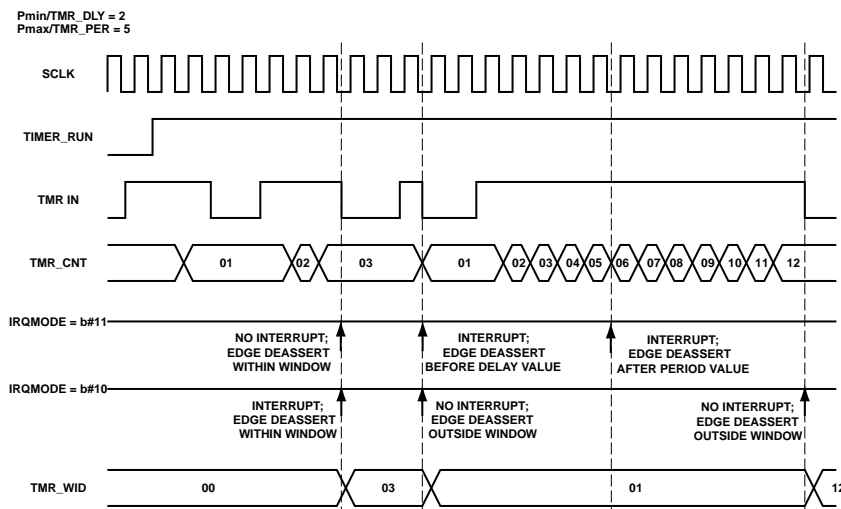 Pmin/TMR_DLY = 2
Pmax/TMR_PER = 5
SCLK
TIMER_RUN
TMR IN
TMR_CNT
01 02 03 01 02 03 04 05 06 07 08 09 10 11 12
IRQMODE = b#11
NO INTERRUPT;
EDGE DEASSERT
WITHIN WINDOW
INTERRUPT;
EDGE DEASSERT
BEFORE DELAY VALUE
INTERRUPT;
EDGE DEASSERT
AFTER PERIOD VALUE
IRQMODE = b#10
INTERRUPT;
EDGE DEASSERT
WITHIN WINDOW
NO INTERRUPT;
EDGE DEASSERT
OUTSIDE WINDOW
NO INTERRUPT;
EDGE DEASSERT
OUTSIDE WINDOW
TMR_WID
00 03 01 12